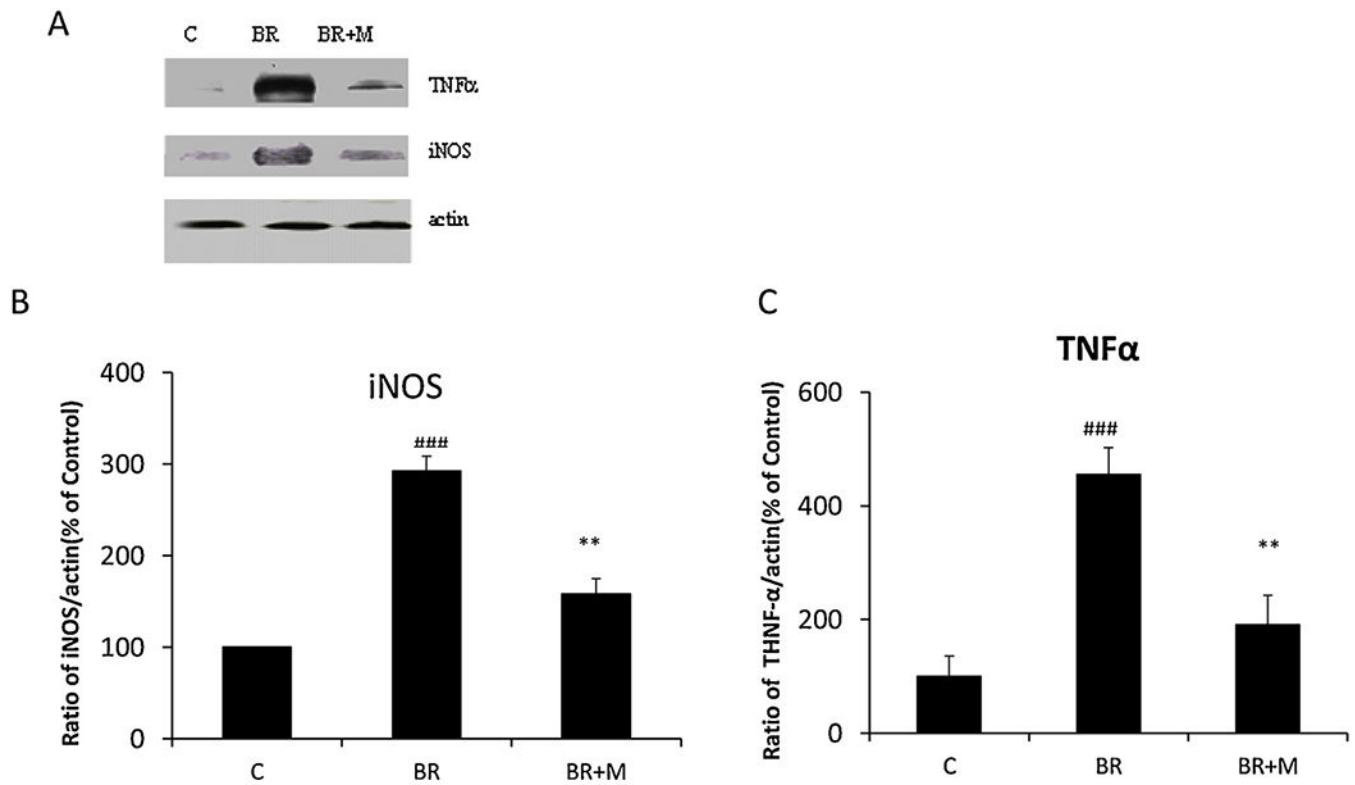 A
C BR BR+M
TNFα
iNOS
actin
B
iNOS
Ratio of iNOS/actin(% of Control)
400
300
200
100
0
###
**
C BR BR+M
C
TNFα
Ratio of THNF-α/actin(% of Control)
600
400
200
0
###
**
C BR BR+M